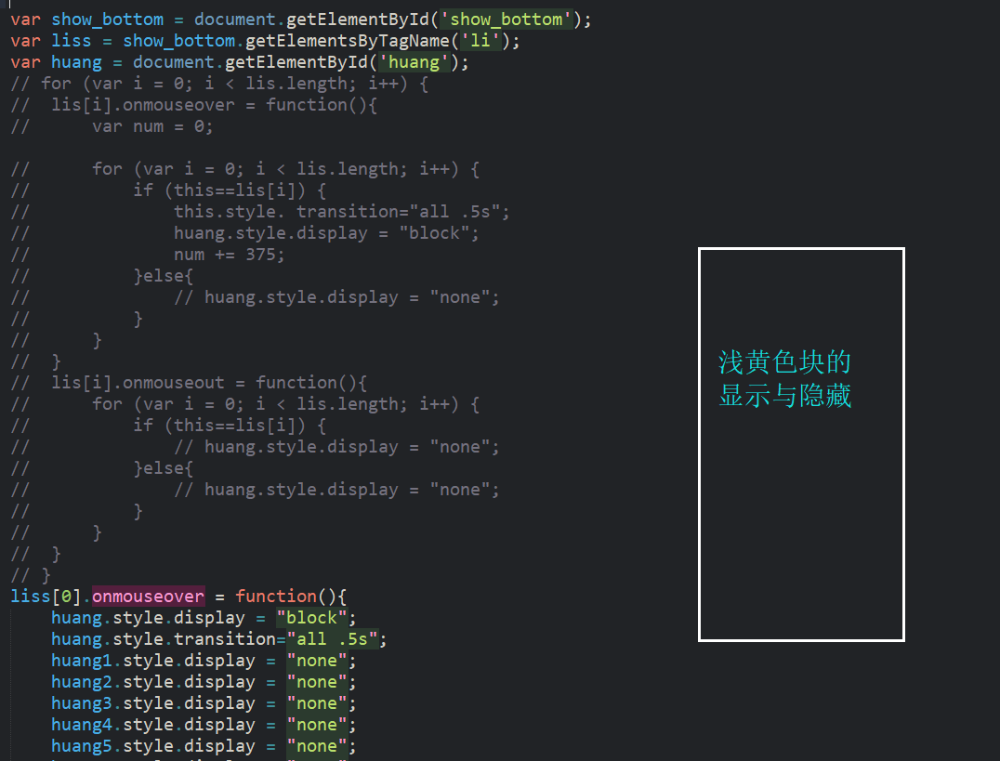 var show_bottom = document.getElementById('show_bottom');
var liss = show_bottom.getElementsByTagName('li');
var huang = document.getElementById('huang');
// for (var i = 0; i < lis.length; i++) {
//  lis[i].onmouseover = function(){
//      var num = 0;
//      for (var i = 0; i < lis.length; i++) {
//          if (this==lis[i]) {
//              this.style. transition="all .5s";
//              huang.style.display = "block";
//              num += 375;
//          }else{
//              // huang.style.display = "none";
//          }
//      }
//  }
//  lis[i].onmouseout = function(){
//      for (var i = 0; i < lis.length; i++) {
//          if (this==lis[i]) {
//              // huang.style.display = "none";
//          }else{
//              // huang.style.display = "none";
//          }
//      }
//  }
// }
liss[0].onmouseover = function(){
    huang.style.display = "block";
    huang.style.transition="all .5s";
    huang1.style.display = "none";
    huang2.style.display = "none";
    huang3.style.display = "none";
    huang4.style.display = "none";
    huang5.style.display = "none";
浅黄色块的
显示与隐藏